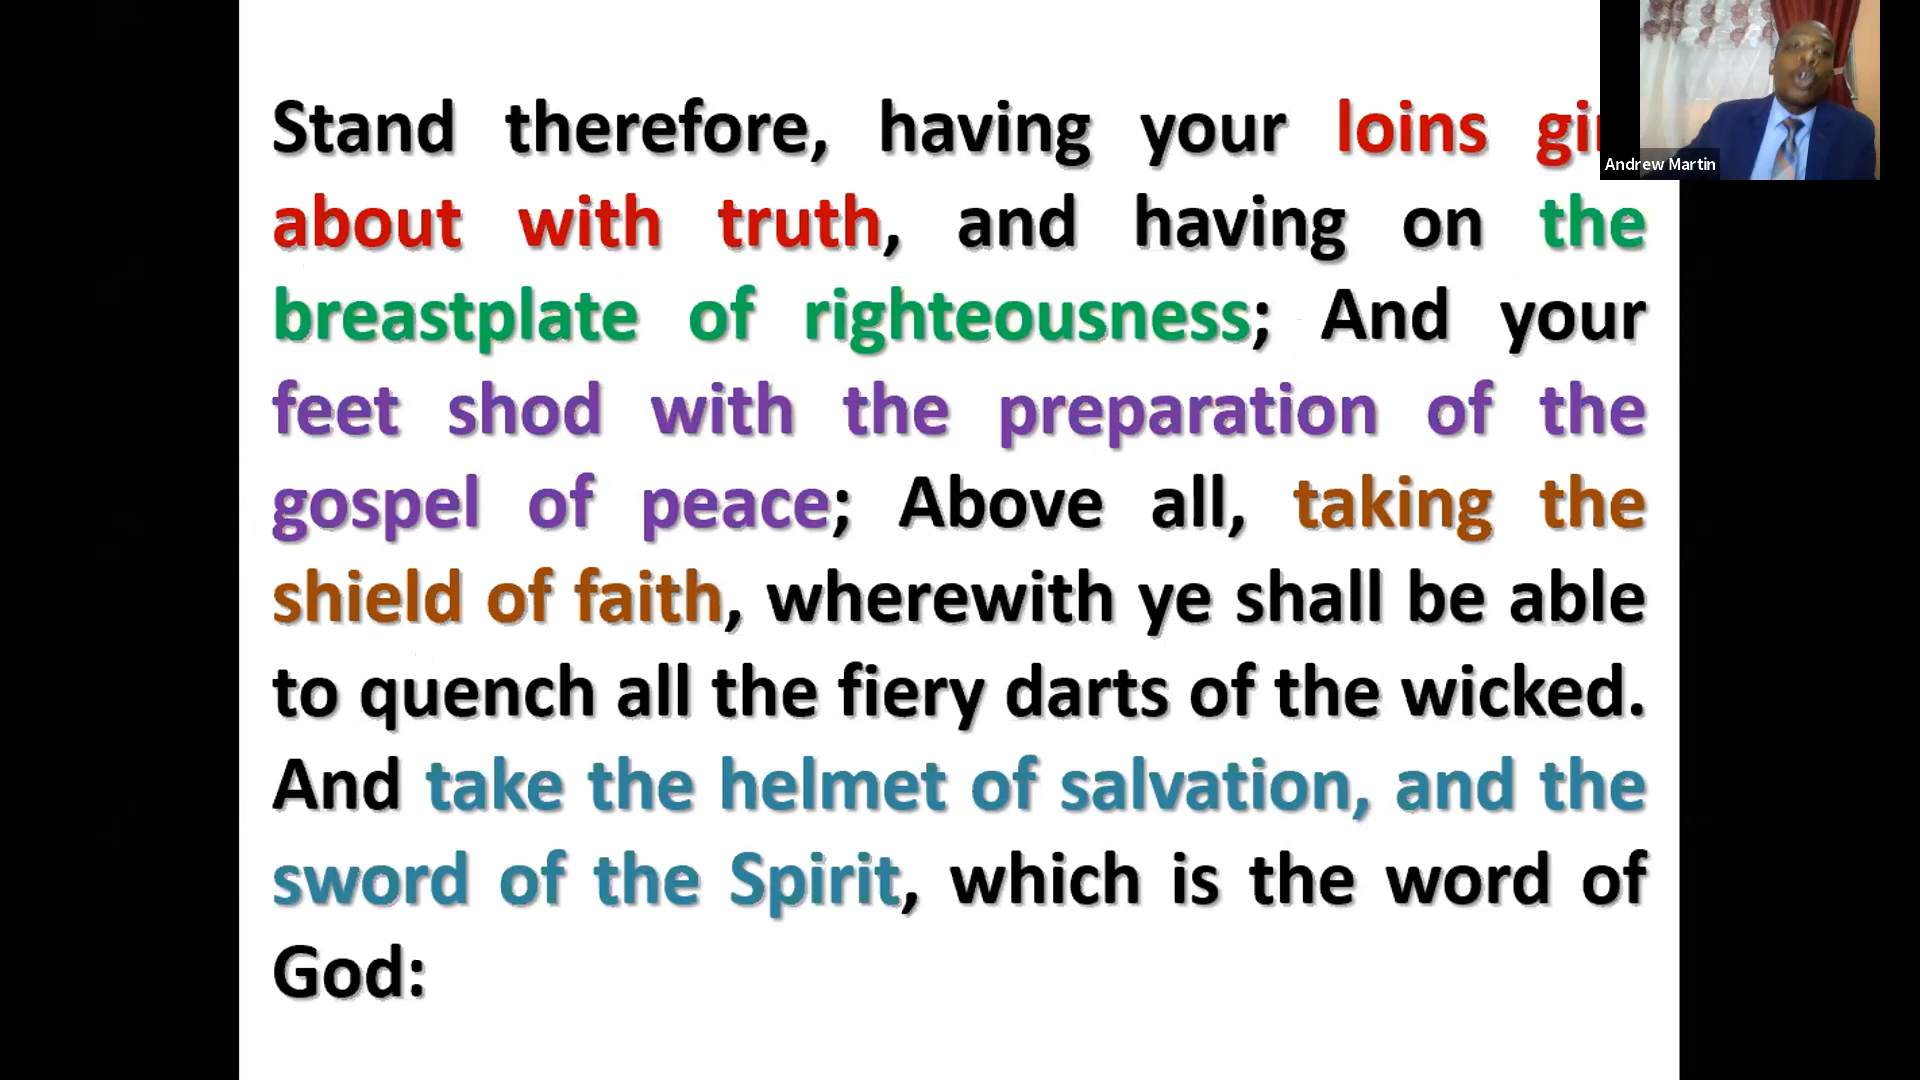 Stand therefore, having your loins
about with truth, and having on the
breastplate of righteousness; And your
feet shod with the preparation of the
gospel of peace; Above all, taking the
shield of faith, wherewith ye shall be able
to quench all the fiery darts of the wicked.
And take the helmet of salvation, and the
sword of the Spirit, which is the word of
God:
Andrew Martin